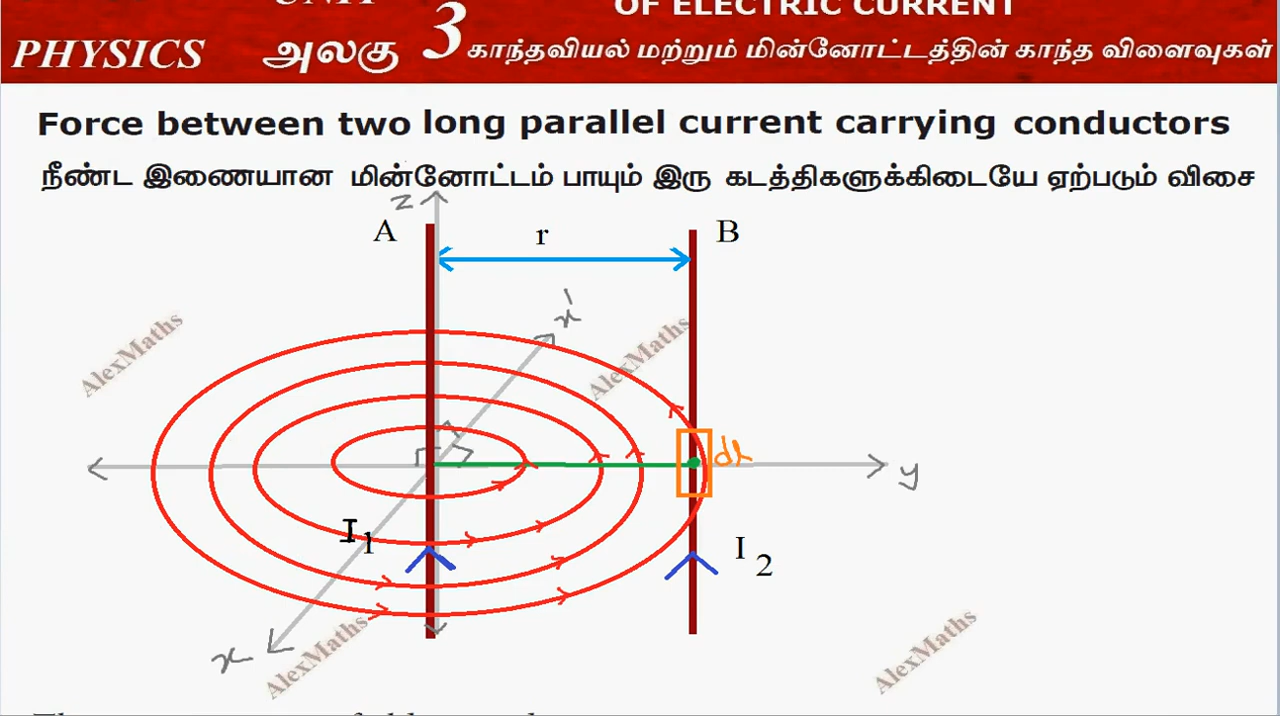 OF ELECTRIC CURRENT
PHYSICS அலகு 3 காந்தவியல் மற்றும் மின்னோட்டத்தின் காந்த விளைவுகள்
Force between two long parallel current carrying conductors
நீண்ட இணையான மின்னோட்டம் பாயும் இரு கடத்திகளுக்கிடையே ஏற்படும் விசை
z
A r B
x'
AlexMaths AlexMaths
dl
y
I1 I2
x
AlexMaths AlexMaths